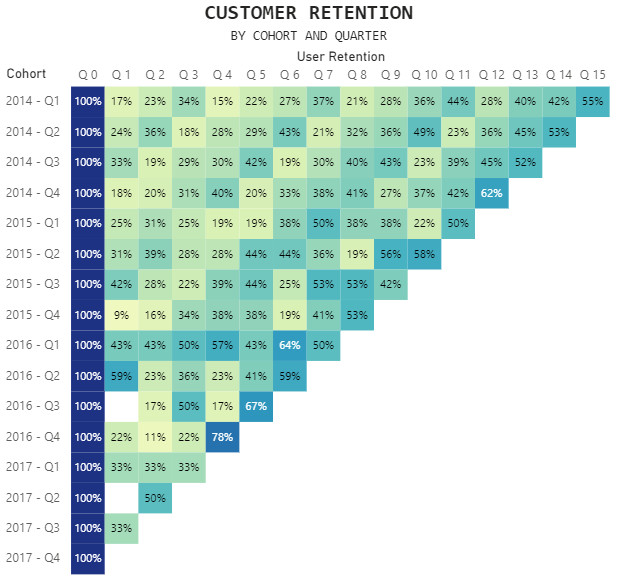 CUSTOMER RETENTION
BY COHORT AND QUARTER
User Retention
Cohort Q 0 Q 1 Q 2 Q 3 Q 4 Q 5 Q 6 Q 7 Q 8 Q 9 Q 10 Q 11 Q 12 Q 13 Q 14 Q 15
2014 - Q1 100% 17% 23% 34% 15% 22% 27% 37% 21% 28% 36% 44% 28% 40% 42% 55%
2014 - Q2 100% 24% 36% 18% 28% 29% 43% 21% 32% 36% 49% 23% 36% 45% 53%
2014 - Q3 100% 33% 19% 29% 30% 42% 19% 30% 40% 43% 23% 39% 45% 52%
2014 - Q4 100% 18% 20% 31% 40% 20% 33% 38% 41% 27% 37% 42% 62%
2015 - Q1 100% 25% 31% 25% 19% 19% 38% 50% 38% 38% 22% 50%
2015 - Q2 100% 31% 39% 28% 28% 44% 44% 36% 19% 56% 58%
2015 - Q3 100% 42% 28% 22% 39% 44% 25% 53% 53% 42%
2015 - Q4 100% 9% 16% 34% 38% 38% 19% 41% 53%
2016 - Q1 100% 43% 43% 50% 57% 43% 64% 50%
2016 - Q2 100% 59% 23% 36% 23% 41% 59%
2016 - Q3 100% 17% 50% 17% 67%
2016 - Q4 100% 22% 11% 22% 78%
2017 - Q1 100% 33% 33% 33%
2017 - Q2 100% 50%
2017 - Q3 100% 33%
2017 - Q4 100%